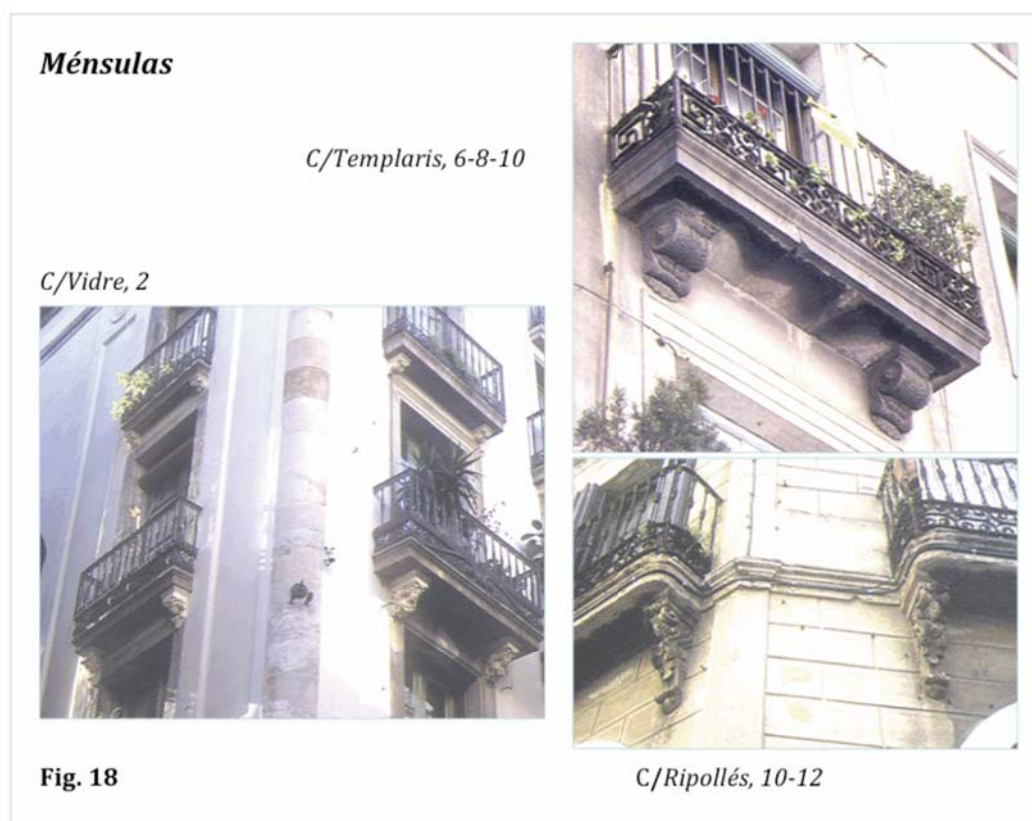 Ménsulas
C/Templaris, 6-8-10
C/Vidre, 2
Fig. 18
C/Ripollés, 10-12